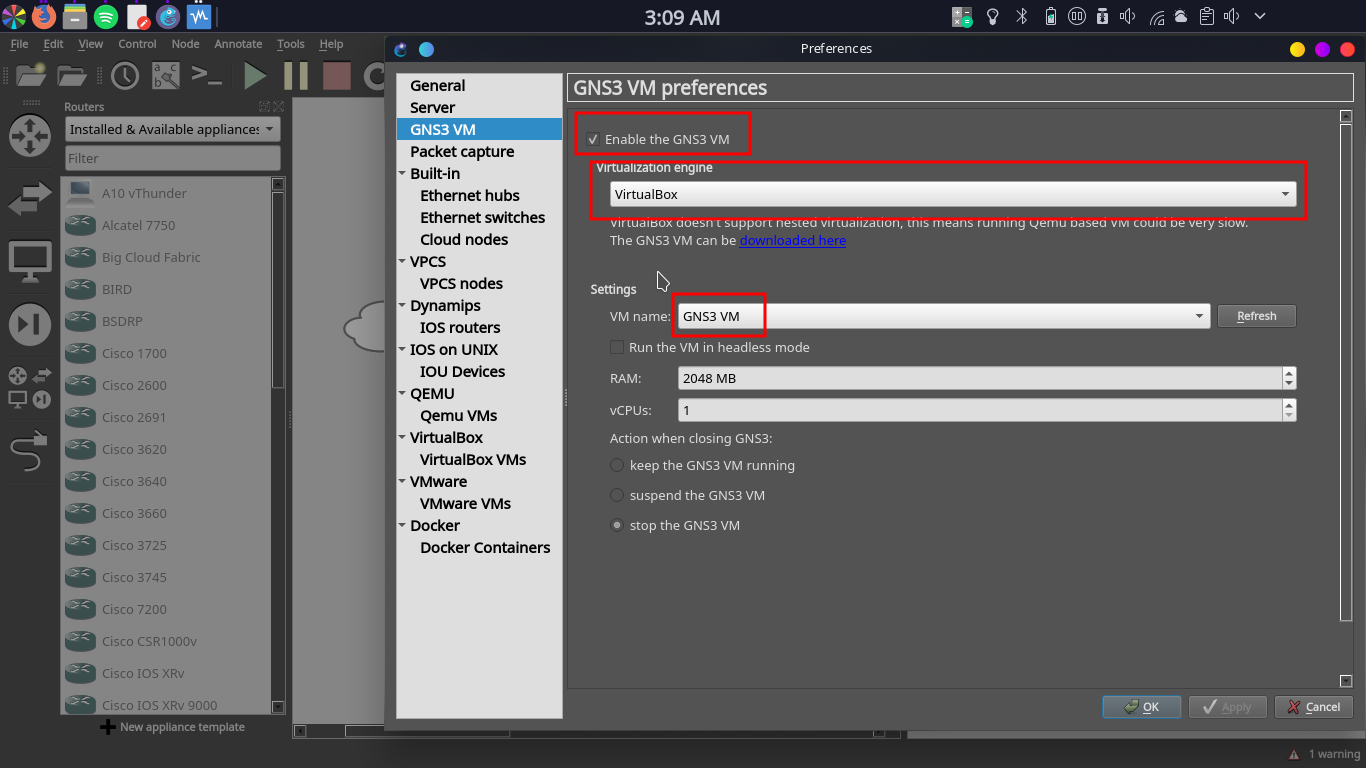 3:09 AM
File Edit View Control Node Annotate Tools Help
Preferences
Routers
Installed & Available appliances
Filter
A10 vThunder
Alcatel 7750
Big Cloud Fabric
BIRD
BSDRP
Cisco 1700
Cisco 2600
Cisco 2691
Cisco 3620
Cisco 3640
Cisco 3660
Cisco 3725
Cisco 3745
Cisco 7200
Cisco CSR1000v
Cisco IOS XRv
Cisco IOS XRv 9000
New appliance template
General
Server
GNS3 VM
Packet capture
Built-in
Ethernet hubs
Ethernet switches
Cloud nodes
VPCS
VPCS nodes
Dynamips
IOS routers
IOS on UNIX
IOU Devices
QEMU
Qemu VMs
VirtualBox
VirtualBox VMs
VMware
VMware VMs
Docker
Docker Containers
GNS3 VM preferences
Enable the GNS3 VM
Virtualization engine
VirtualBox
VirtualBox doesn't support nested virtualization, this means running Qemu based VM could be very slow.
The GNS3 VM can be downloaded here
Settings
VM name: GNS3 VM Refresh
Run the VM in headless mode
RAM: 2048 MB
vCPUs: 1
Action when closing GNS3:
keep the GNS3 VM running
suspend the GNS3 VM
stop the GNS3 VM
OK Apply Cancel
1 warning